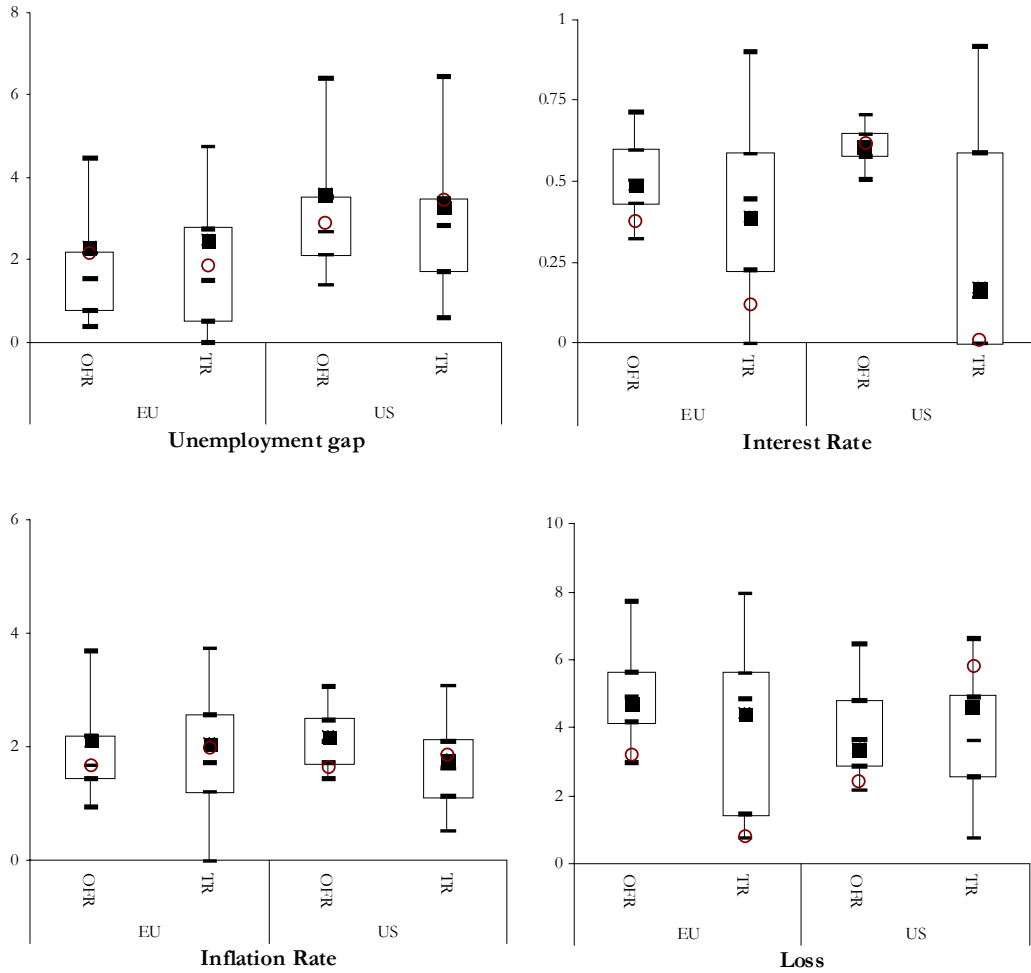 8
6
4
2
0
OFR
TR
OFR
TR
EU
US
Unemployment gap
1
0.75
0.5
0.25
0
OFR
TR
OFR
TR
EU
US
Interest Rate
6
4
2
0
OFR
TR
OFR
TR
EU
US
Inflation Rate
10
8
6
4
2
0
OFR
TR
OFR
TR
EU
US
Loss